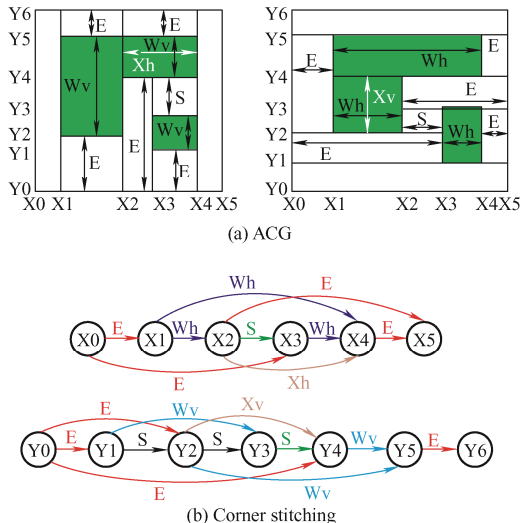 Y6 E E Y6 E
Y5 Wv Y5
Xh Wh
Wv E
Y4 Y4
S Wh Xv E
Y3 Y3
Wv S Wh E
Y2 Y2
E
Y1 E E Y1
E
Y0 Y0
X0 X1 X2 X3 X4 X5 X0 X1 X2 X3 X4X5
(a) ACG
Wh E
E Wh S Wh E
X0 X1 X2 X3 X4 X5
E Xh
E Wv Xv
E S S S Wv E
Y0 Y1 Y2 Y3 Y4 Y5 Y6
E Wv
(b) Corner stitching